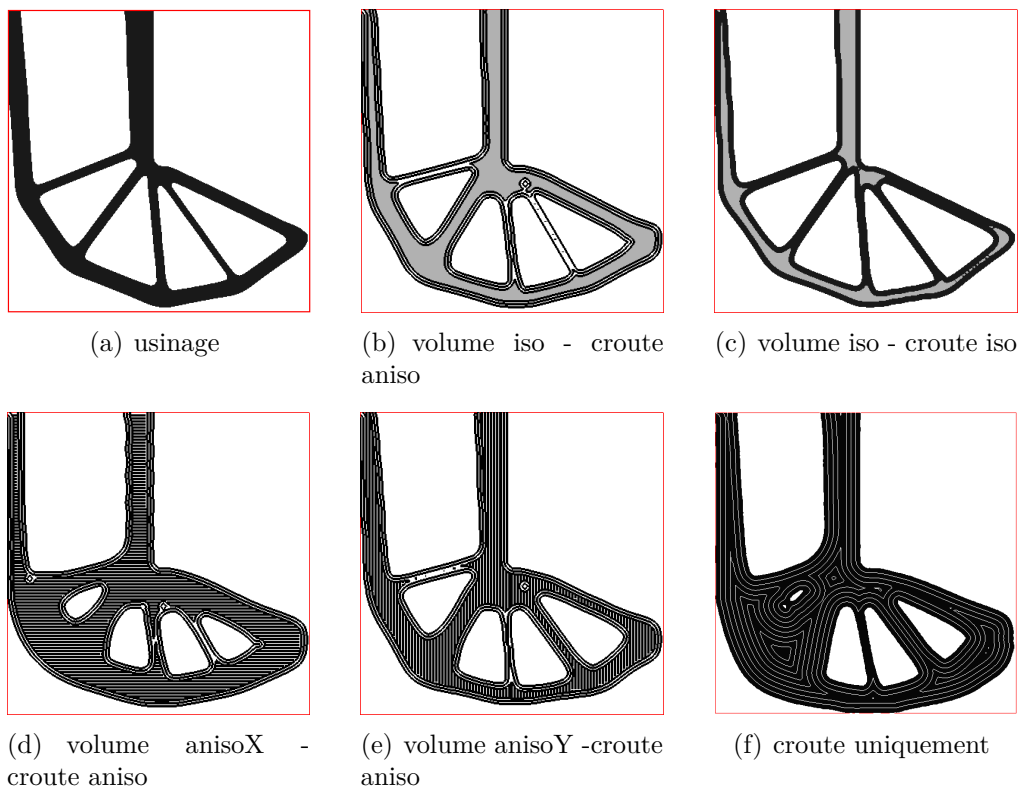 (a) usinage
(b) volume iso - croute
aniso
(c) volume iso - croute iso
(d) volume anisoX -
croute aniso
(e) volume anisoY -croute
aniso
(f) croute uniquement